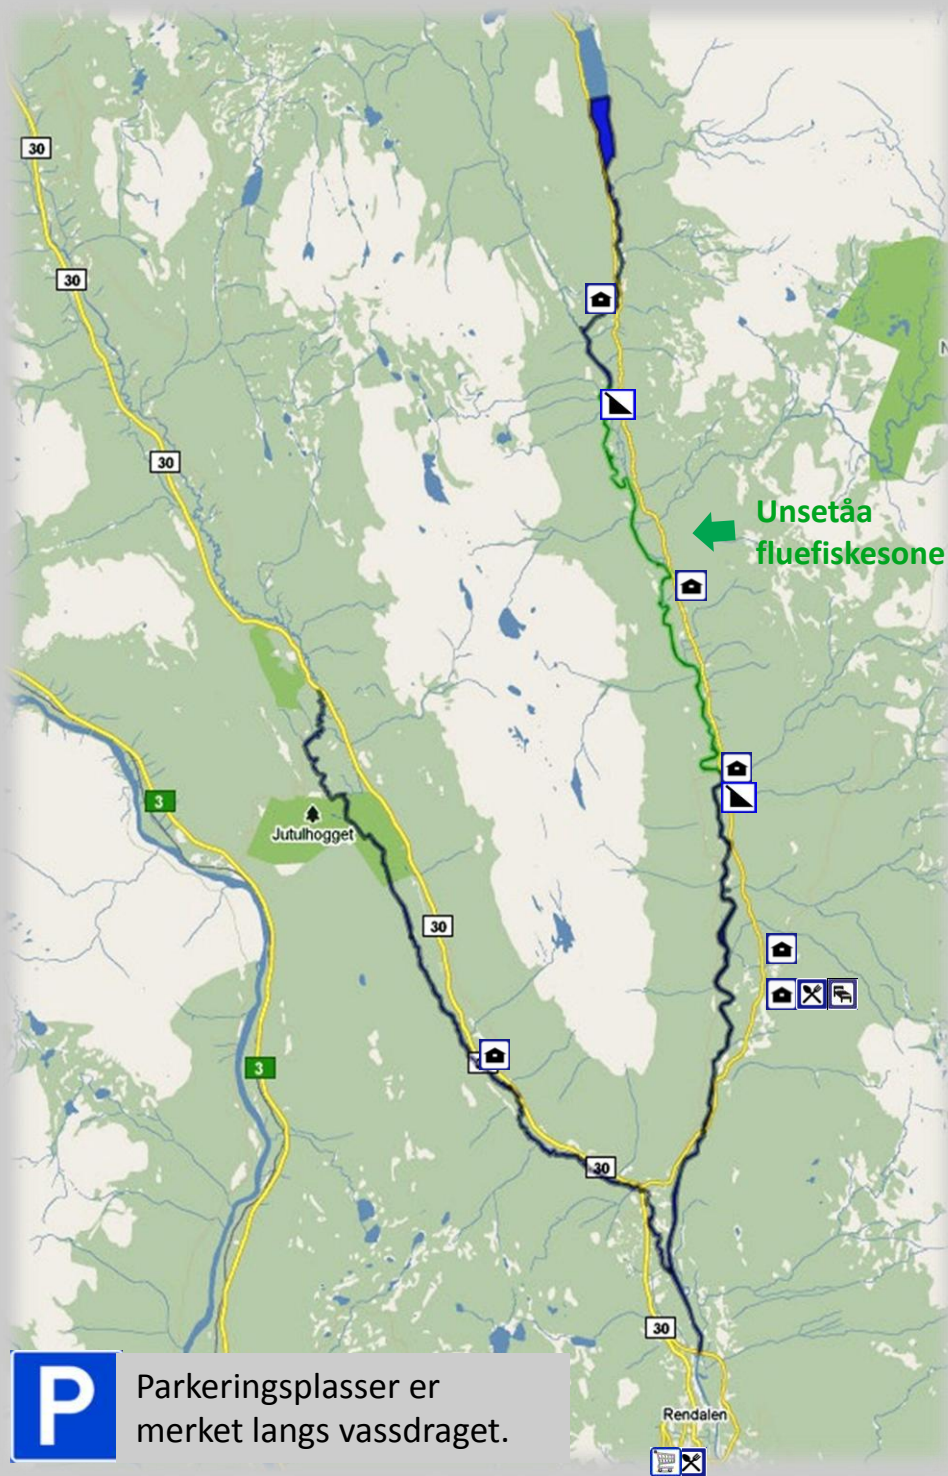 30
30
30
Unsetåa
fluefiskesone
3
Jutulhogget
30
3
30
30
P
Parkeringsplasser er
merket langs vassdraget.
Rendalen